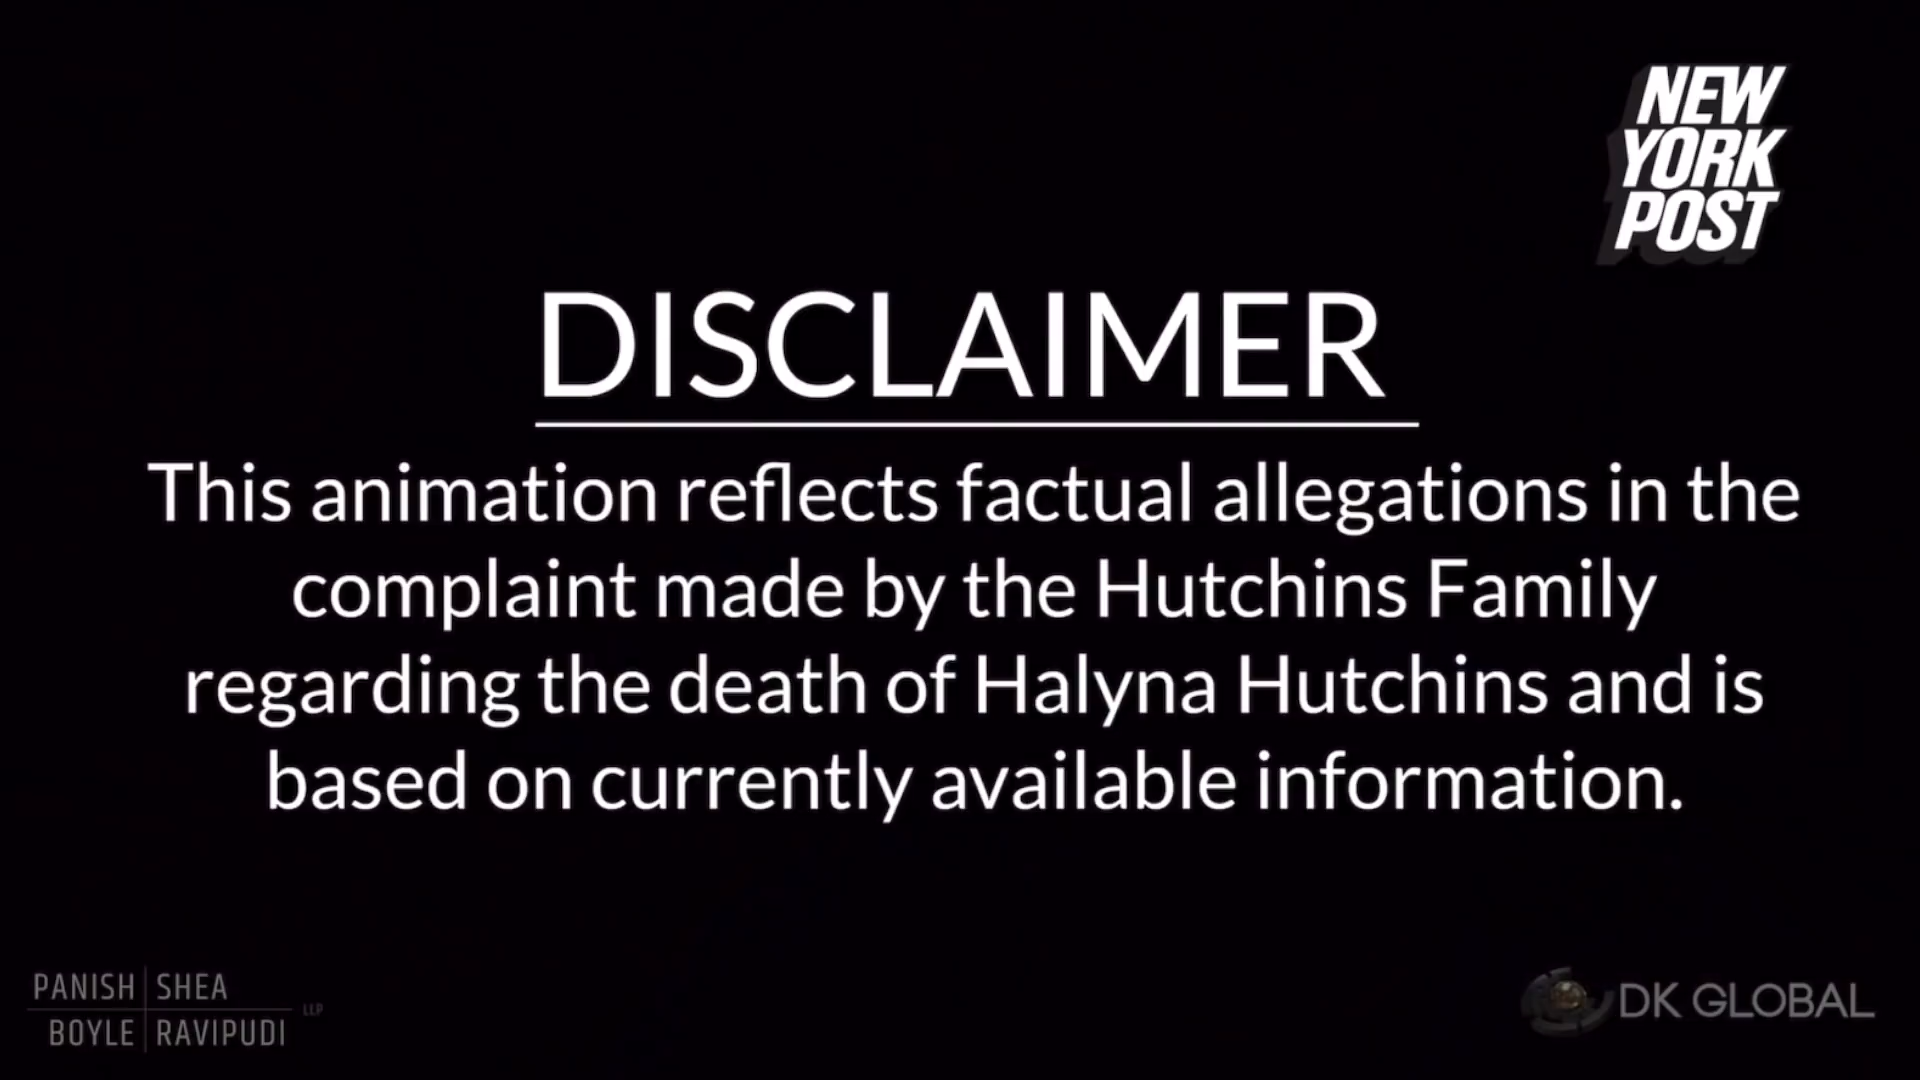 NEW
YORK
POST
DISCLAIMER
This animation reflects factual allegations in the
complaint made by the Hutchins Family
regarding the death of Halyna Hutchins and is
based on currently available information.
PANISH SHEA
BOYLE RAVIPUDI LLP
DK GLOBAL